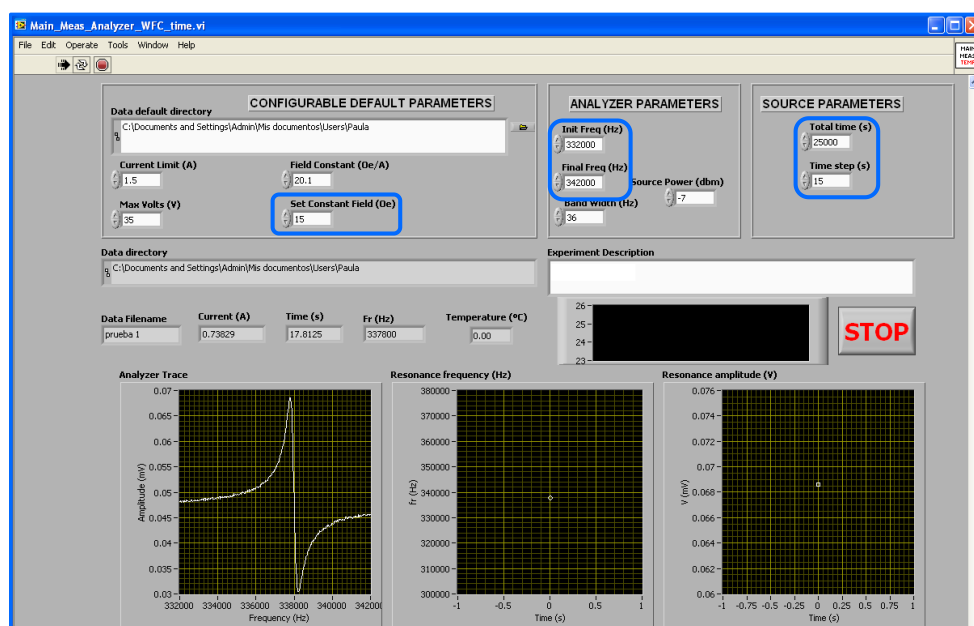 Main_Meas_Analyzer_WFC_time.vi
File Edit Operate Tools Window Help
MAIN
MEAS
TEMP
CONFIGURABLE DEFAULT PARAMETERS
Data default directory
C:\Documents and Settings\Admin\Mis documentos\Users\Paula
Current Limit (A)
1.5
Field Constant (Oe/A)
20.1
Max Volts (V)
35
Set Constant Field (Oe)
15
ANALYZER PARAMETERS
Init Freq (Hz)
332000
Final Freq (Hz)
342000
Source Power (dbm)
-7
Band Width (Hz)
36
SOURCE PARAMETERS
Total time (s)
25000
Time step (s)
15
Data directory
C:\Documents and Settings\Admin\Mis documentos\Users\Paula
Experiment Description
Data Filename
prueba 1
Current (A)
0.73829
Time (s)
17.8125
Fr (Hz)
337800
Temperature (ºC)
0.00
26
25
24
23
STOP
Analyzer Trace
0.07
0.065
0.06
0.055
0.05
0.045
0.04
0.035
0.03
Amplitude (mV)
332000 334000 336000 338000 340000 342000
Frequency (Hz)
Resonance frequency (Hz)
380000
370000
360000
350000
340000
330000
320000
310000
300000
fr (Hz)
-1 -0.5 0 0.5 1
Time (s)
Resonance amplitude (V)
0.076
0.074
0.072
0.07
0.068
0.066
0.064
0.062
0.06
V (mV)
-1 -0.75 -0.5 -0.25 0 0.25 0.5 0.75 1
Time (s)